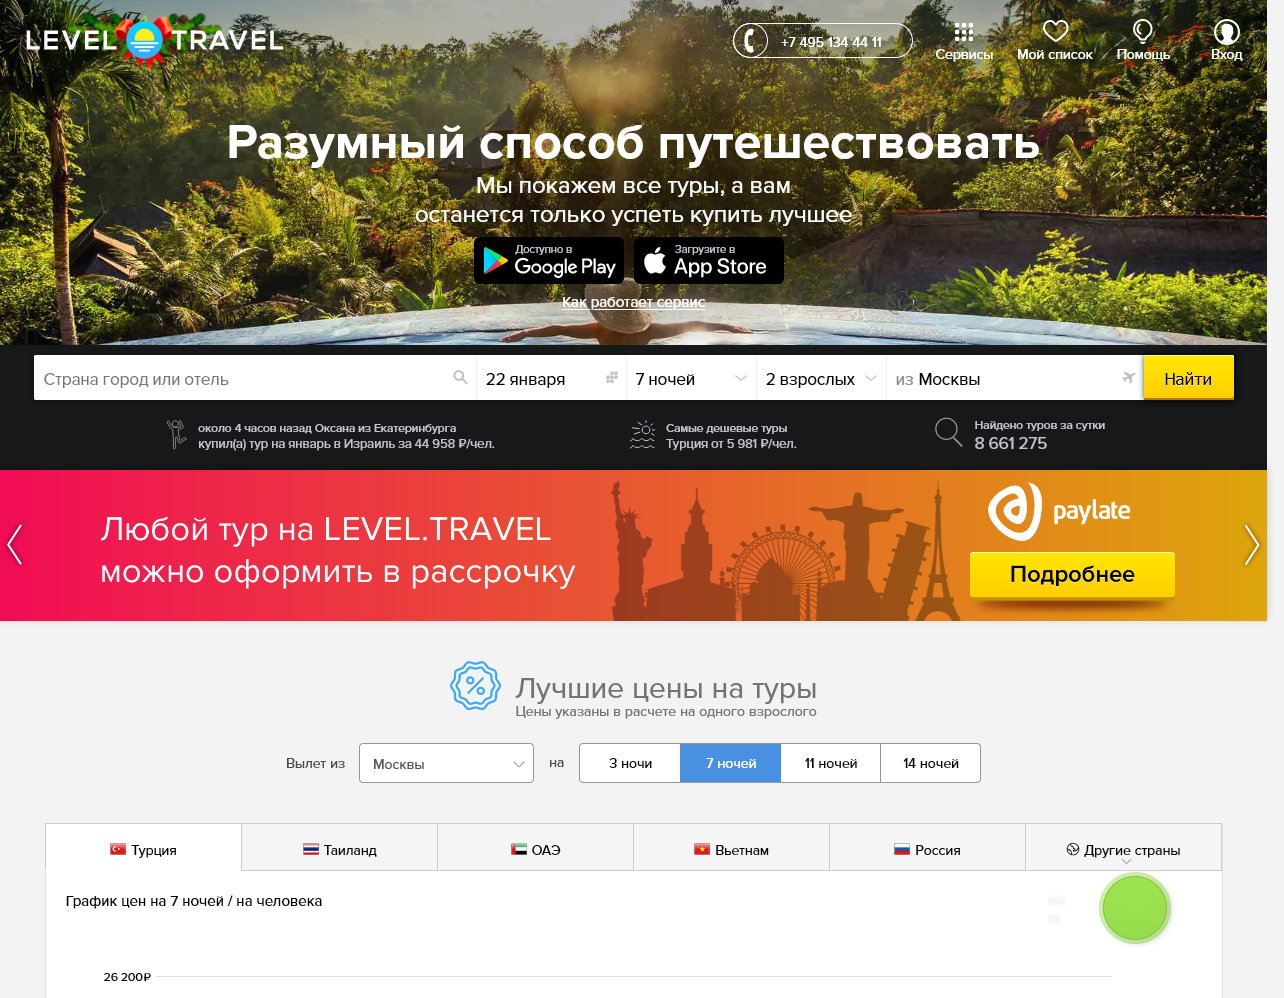 LEVEL TRAVEL
+7 495 134 44 11
Сервисы
Мой список
Помощь
Вход
Разумный способ путешествовать
Мы покажем все туры, а вам
останется только успеть купить лучшее
Доступно в
Google Play
Загрузите в
App Store
Как работает сервис
Страна город или отель
22 января
7 ночей
2 взрослых
из Москвы
Найти
около 4 часов назад Оксана из Екатеринбурга
купил(а) тур на январь в Израиль за 44 958 ₽/чел.
Самые дешевые туры
Турция от 5 981 ₽/чел.
Найдено туров за сутки
8 661 275
Любой тур на LEVEL.TRAVEL
можно оформить в рассрочку
paylate
Подробнее
Лучшие цены на туры
Цены указаны в расчете на одного взрослого
Вылет из
Москвы
на
3 ночи
7 ночей
11 ночей
14 ночей
Турция
Таиланд
ОАЭ
Вьетнам
Россия
Другие страны
График цен на 7 ночей / на человека
26 200₽